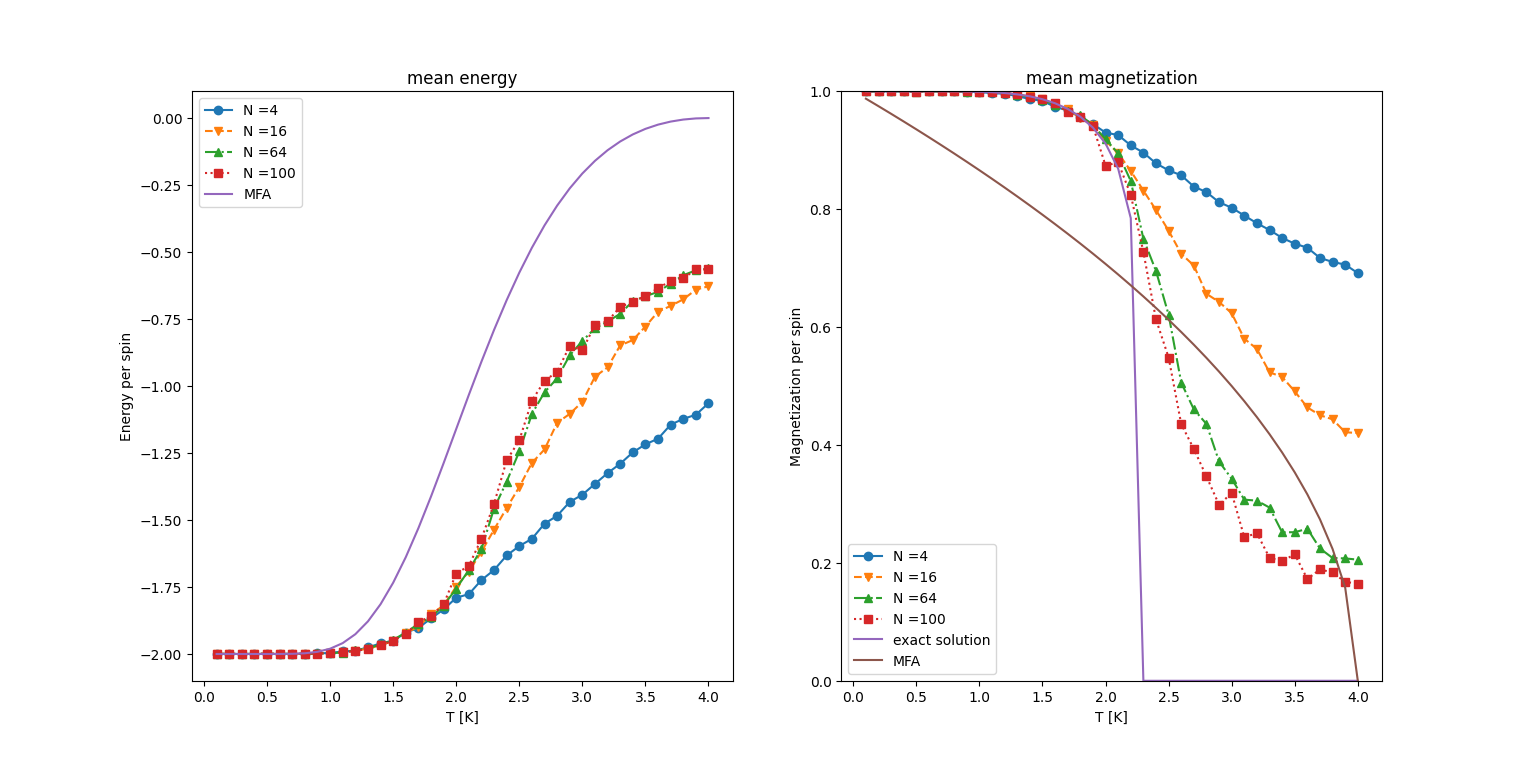 mean energy
N =4
N =16
N =64
N =100
MFA
Energy per spin
0.00
−0.25
−0.50
−0.75
−1.00
−1.25
−1.50
−1.75
−2.00
0.0 0.5 1.0 1.5 2.0 2.5 3.0 3.5 4.0
T [K]
mean magnetization
Magnetization per spin
1.0
0.8
0.6
0.4
0.2
0.0
N =4
N =16
N =64
N =100
exact solution
MFA
0.0 0.5 1.0 1.5 2.0 2.5 3.0 3.5 4.0
T [K]